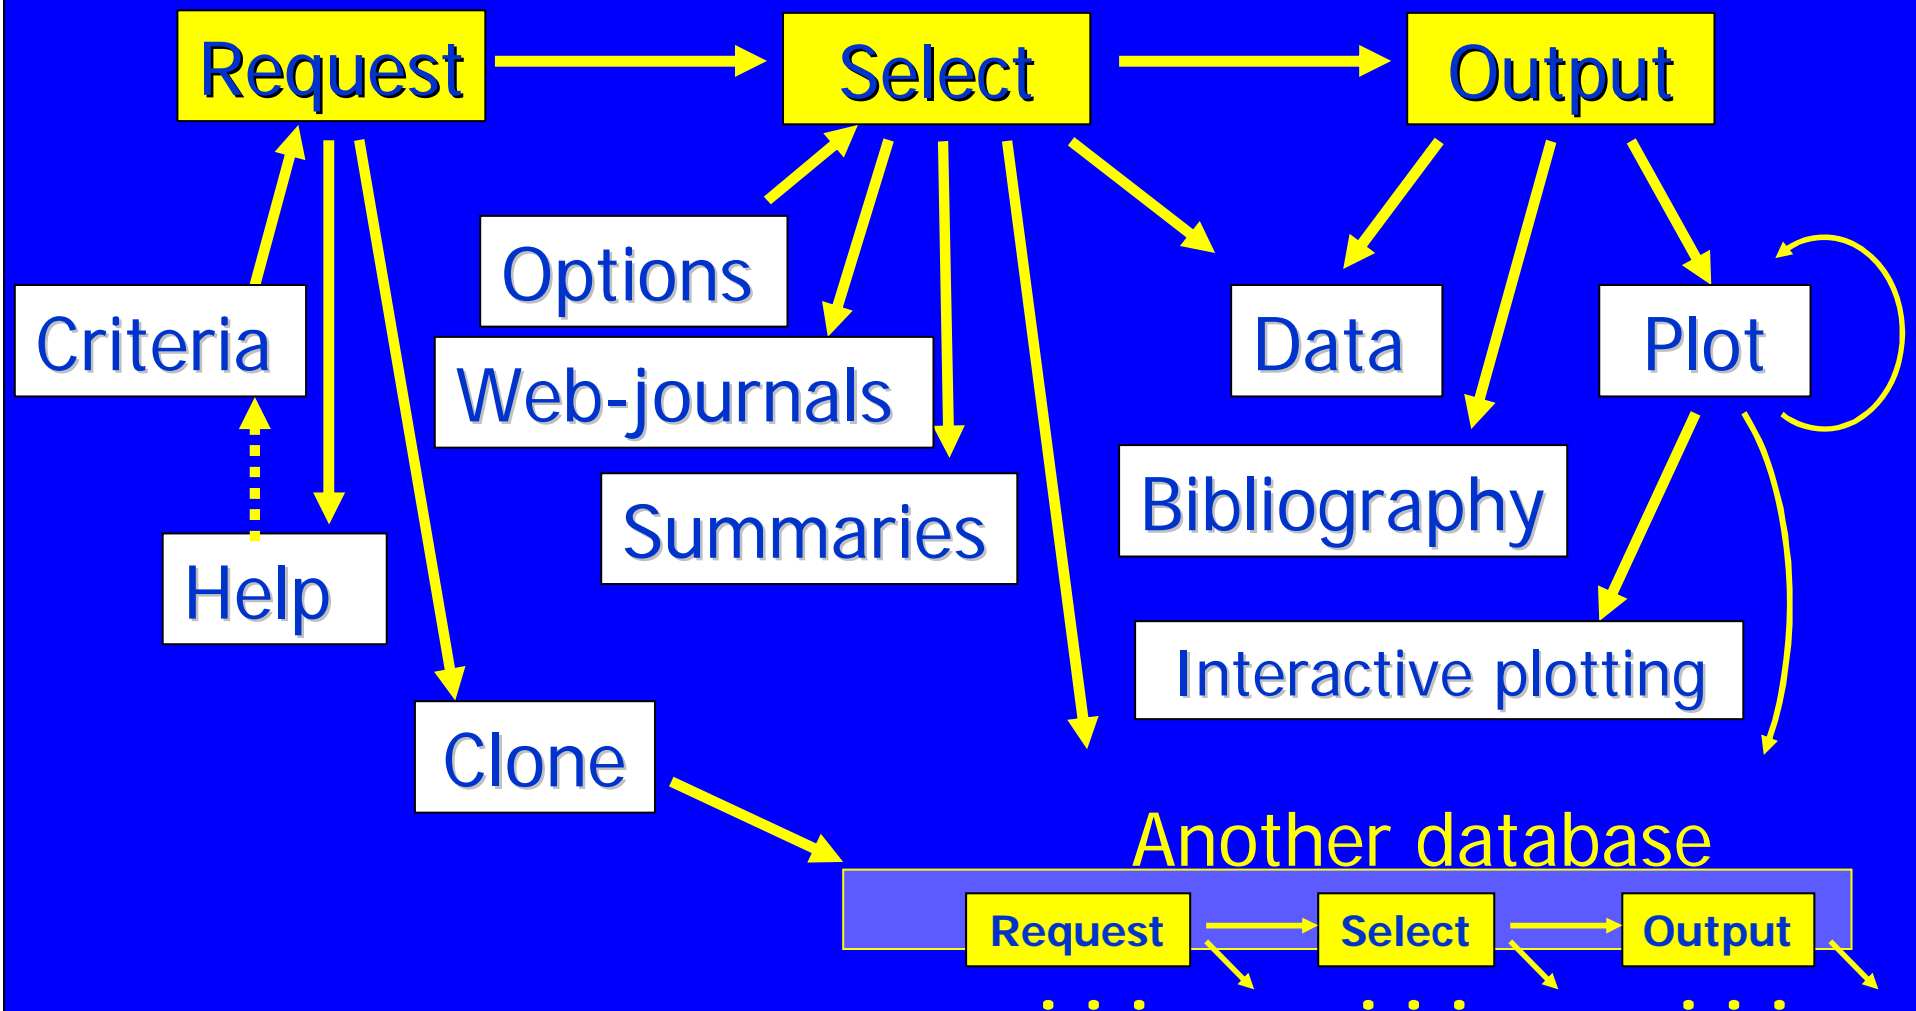 Request
Select
Output
Options
Criteria
Data
Plot
Web-journals
Bibliography
Summaries
Help
Interactive plotting
Clone
Another database
Request
Select
Output
. . .
. . .
. . .